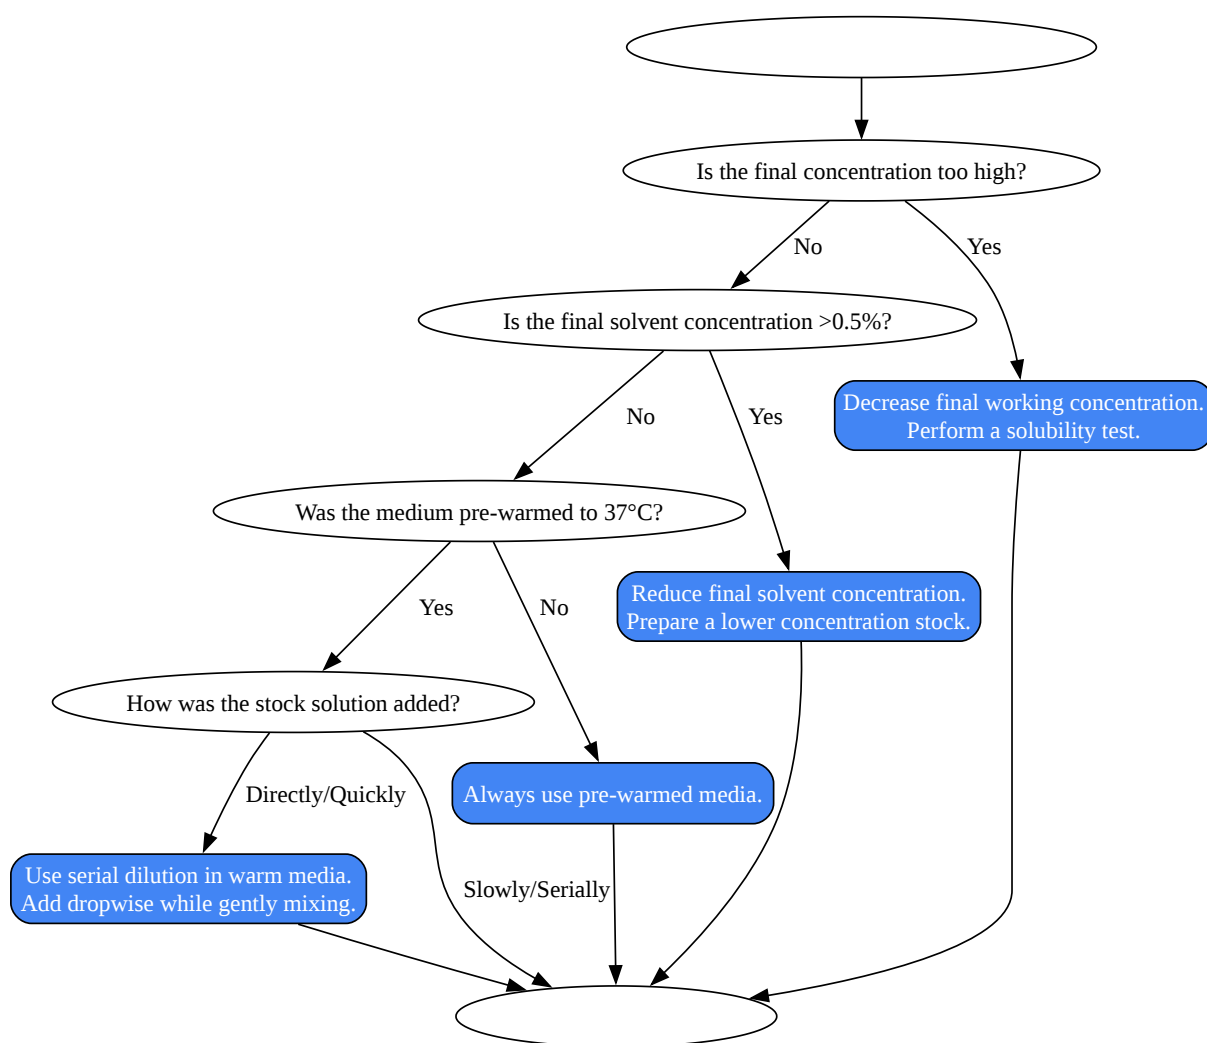 Is the final concentration too high?
No
Yes
Is the final solvent concentration >0.5%?
No
Yes
Decrease final working concentration.
Perform a solubility test.
Was the medium pre-warmed to 37°C?
Yes
No
Reduce final solvent concentration.
Prepare a lower concentration stock.
How was the stock solution added?
Directly/Quickly
Always use pre-warmed media.
Use serial dilution in warm media.
Add dropwise while gently mixing.
Slowly/Serially